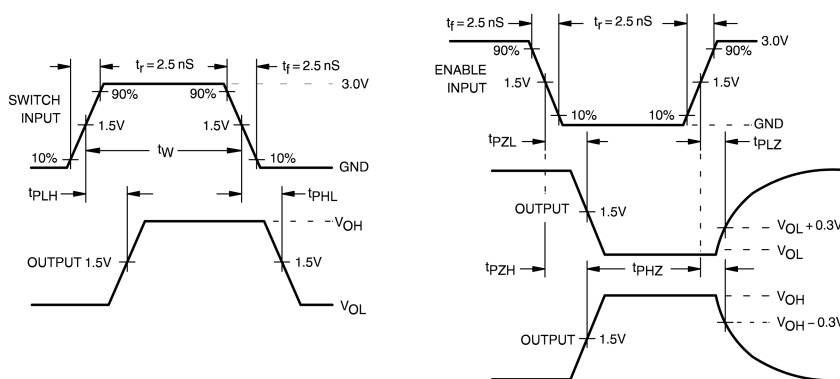 tr = 2.5 nS
tf = 2.5 nS
3.0V
SWITCH
INPUT
90%
90%
1.5V
1.5V
tW
10%
10%
GND
tPLH
tPHL
VOH
OUTPUT 1.5V
1.5V
VOL
tf = 2.5 nS
tr = 2.5 nS
3.0V
90%
90%
ENABLE
INPUT
1.5V
1.5V
10%
10%
GND
tPZL
tPLZ
OUTPUT
1.5V
VOL + 0.3V
VOL
tPZH
tPHZ
VOH
VOH – 0.3V
OUTPUT
1.5V